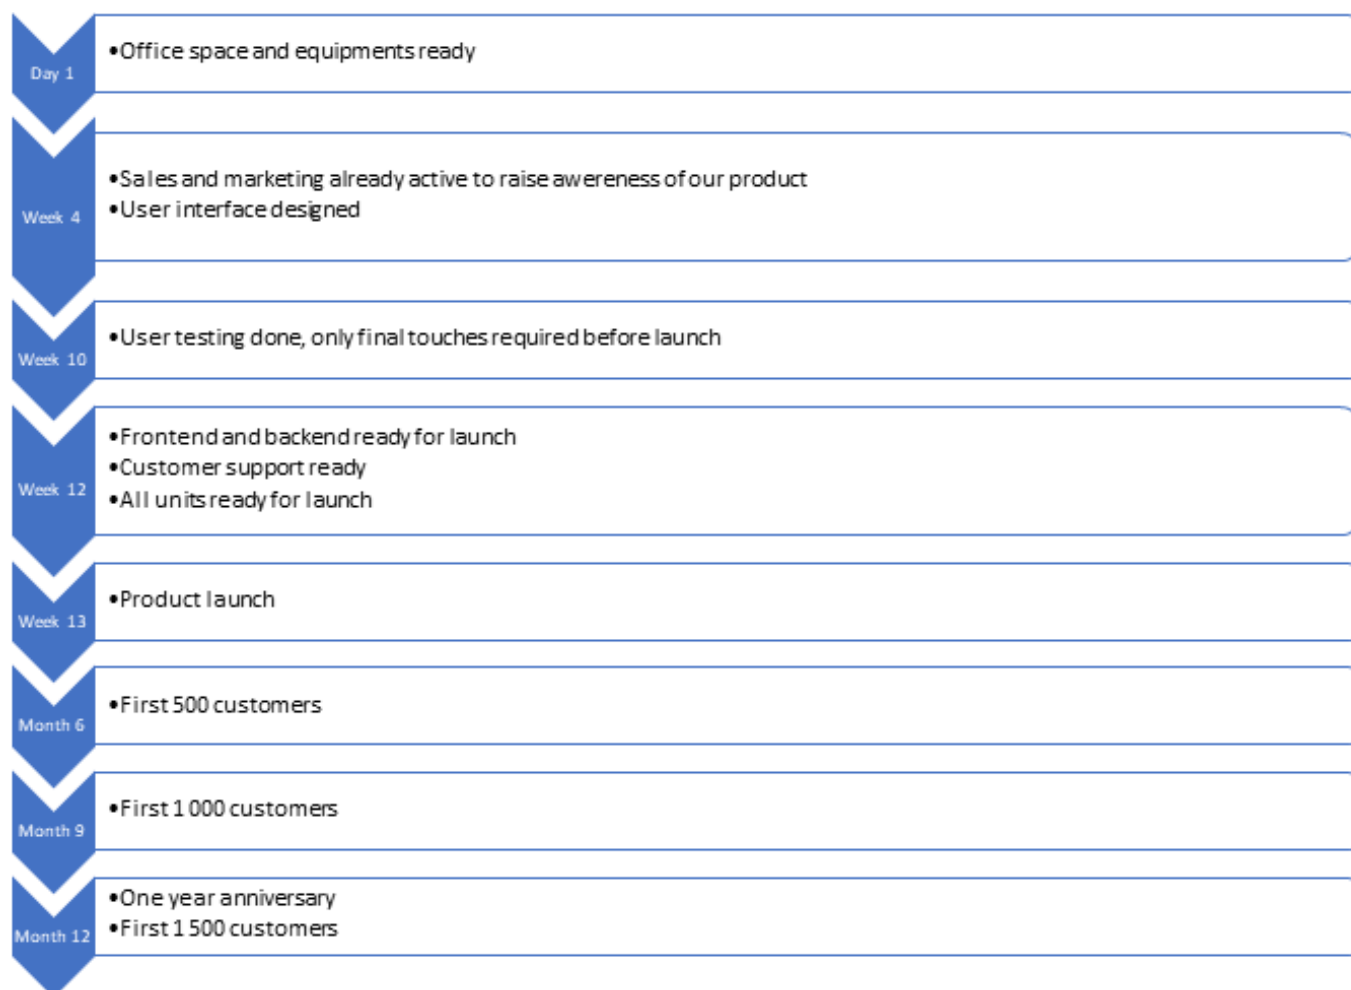 Day 1
•Office space and equipments ready
Week 4
•Sales and marketing already active to raise awereness of our product
•User interface designed
Week 10
•User testing done, only final touches required before launch
Week 12
•Frontend and backend ready for launch
•Customer support ready
•All units ready for launch
Week 13
•Product launch
Month 6
•First 500 customers
Month 9
•First 1 000 customers
Month 12
•One year anniversary
•First 1 500 customers